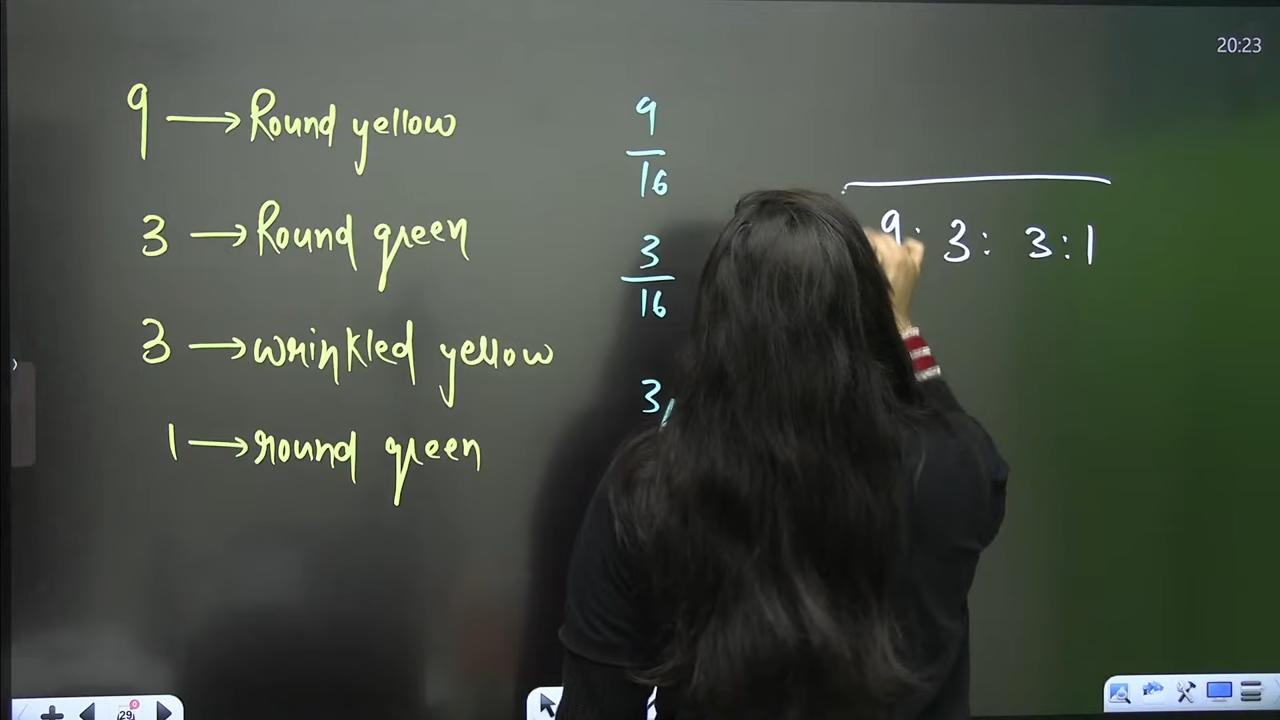 20:23
9 → Round yellow
3 → Round green
3 → wrinkled yellow
1 → round green
9
16
3
16
3
9: 3: 3:1
29
0